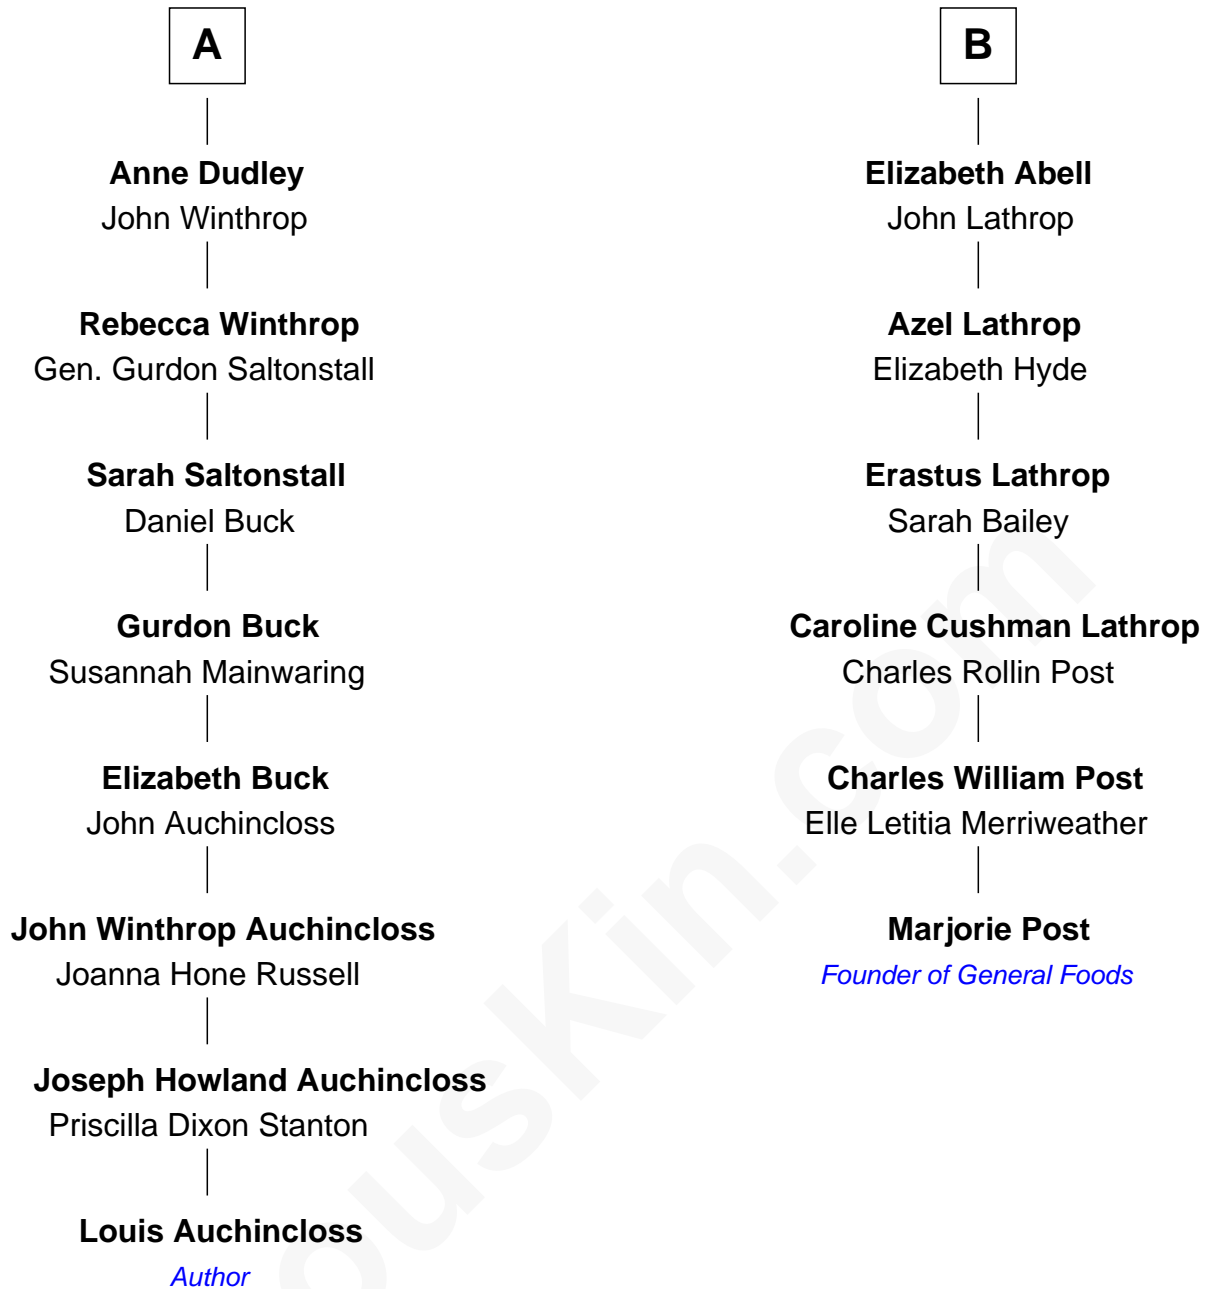 A
Anne Dudley
John Winthrop
Rebecca Winthrop
Gen. Gurdon Saltonstall
Sarah Saltonstall
Daniel Buck
Gurdon Buck
Susannah Mainwaring
Elizabeth Buck
John Auchincloss
John Winthrop Auchincloss
Joanna Hone Russell
Joseph Howland Auchincloss
Priscilla Dixon Stanton
Louis Auchincloss
Author
B
Elizabeth Abell
John Lathrop
Azel Lathrop
Elizabeth Hyde
Erastus Lathrop
Sarah Bailey
Caroline Cushman Lathrop
Charles Rollin Post
Charles William Post
Elle Letitia Merriweather
Marjorie Post
Founder of General Foods
ousKin.com